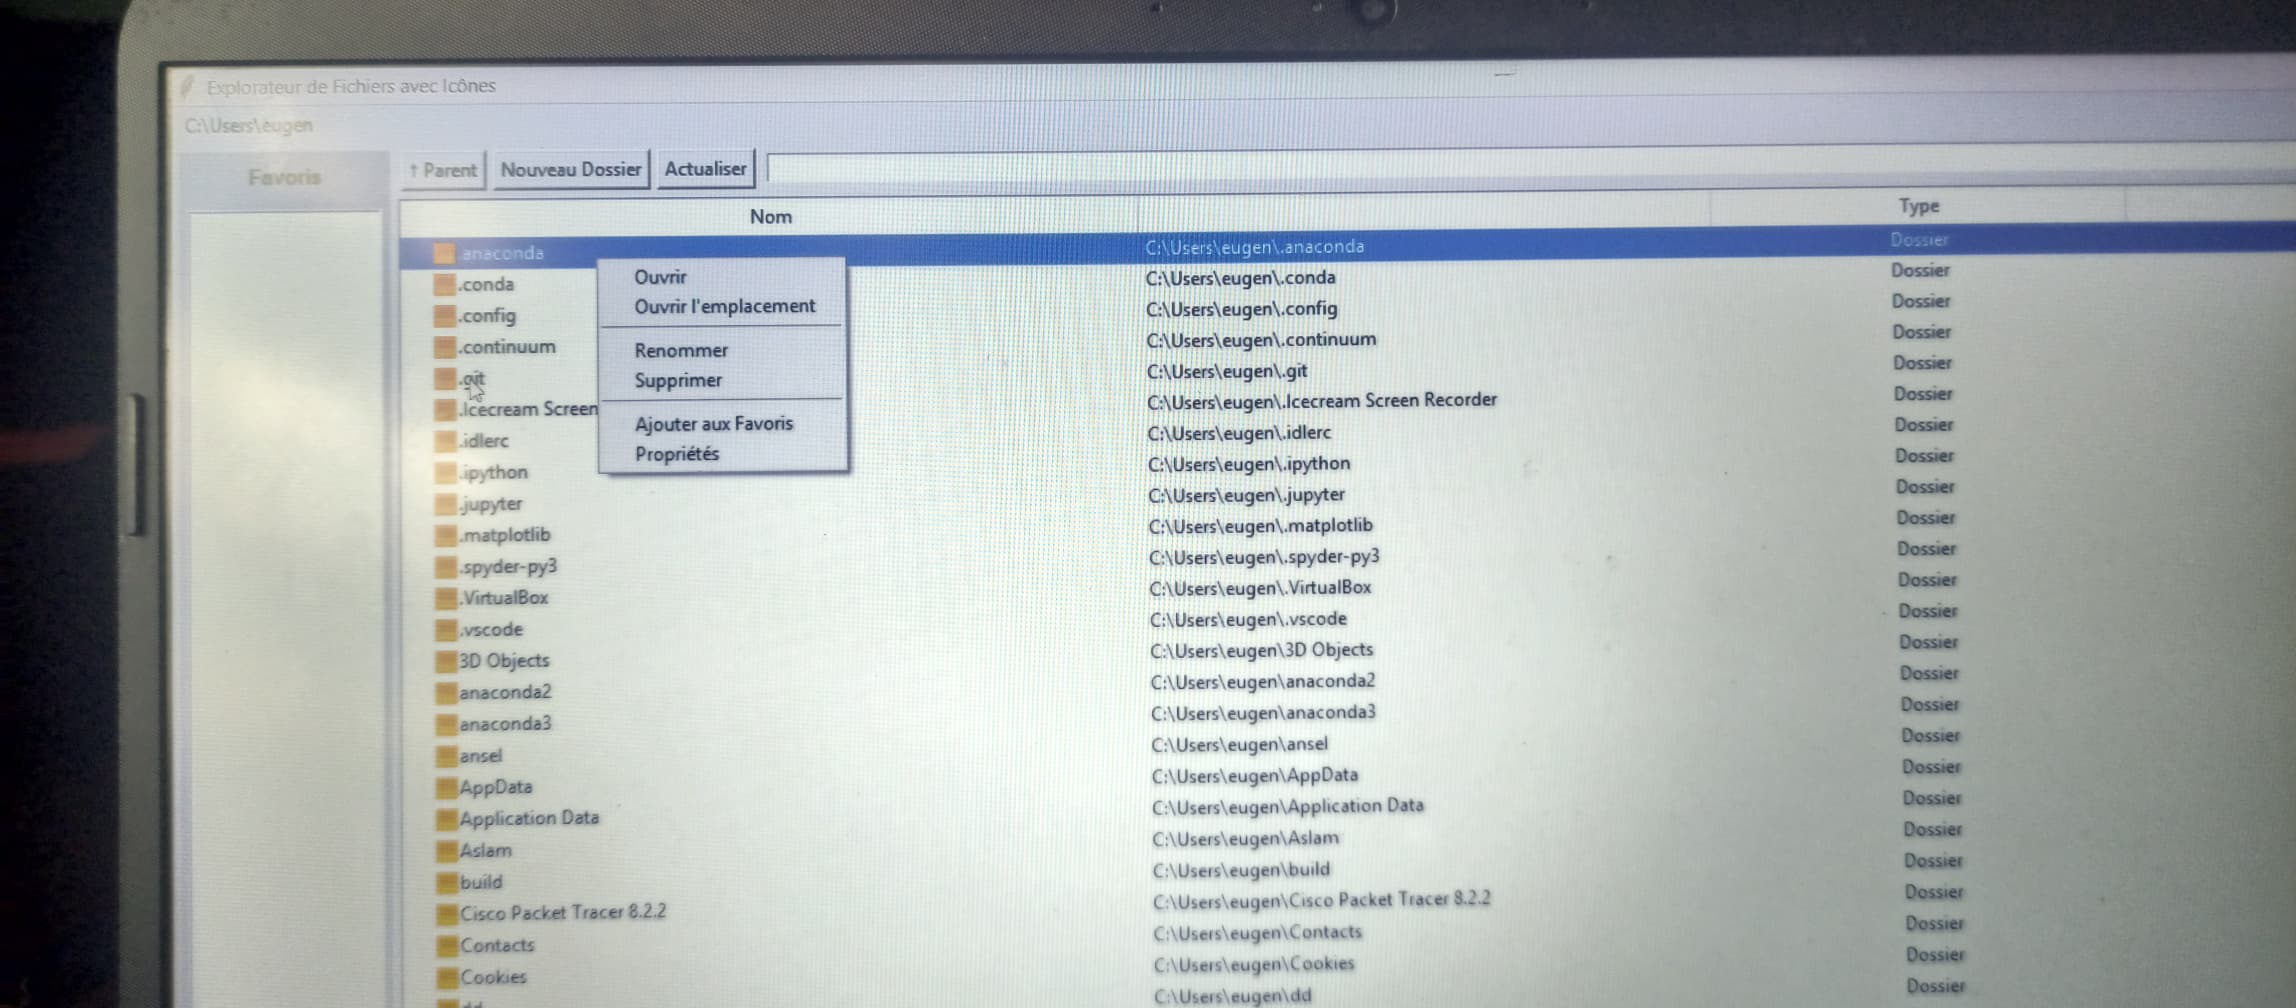 Explorateur de Fichiers avec Icônes
C:\Users\eugen
Favoris
↑ Parent Nouveau Dossier Actualiser
Nom Type
.anaconda C:\Users\eugen\.anaconda Dossier
.conda C:\Users\eugen\.conda Dossier
.config C:\Users\eugen\.config Dossier
.continuum C:\Users\eugen\.continuum Dossier
.git C:\Users\eugen\.git Dossier
.Icecream Screen C:\Users\eugen\.Icecream Screen Recorder Dossier
.idlerc C:\Users\eugen\.idlerc Dossier
.ipython C:\Users\eugen\.ipython Dossier
.jupyter C:\Users\eugen\.jupyter Dossier
.matplotlib C:\Users\eugen\.matplotlib Dossier
.spyder-py3 C:\Users\eugen\.spyder-py3 Dossier
.VirtualBox C:\Users\eugen\.VirtualBox Dossier
.vscode C:\Users\eugen\.vscode Dossier
3D Objects C:\Users\eugen\3D Objects Dossier
anaconda2 C:\Users\eugen\anaconda2 Dossier
anaconda3 C:\Users\eugen\anaconda3 Dossier
ansel C:\Users\eugen\ansel Dossier
AppData C:\Users\eugen\AppData Dossier
Application Data C:\Users\eugen\Application Data Dossier
Aslam C:\Users\eugen\Aslam Dossier
build C:\Users\eugen\build Dossier
Cisco Packet Tracer 8.2.2 C:\Users\eugen\Cisco Packet Tracer 8.2.2 Dossier
Contacts C:\Users\eugen\Contacts Dossier
Cookies C:\Users\eugen\Cookies Dossier
dd C:\Users\eugen\dd Dossier
Ouvrir
Ouvrir l'emplacement
Renommer
Supprimer
Ajouter aux Favoris
Propriétés